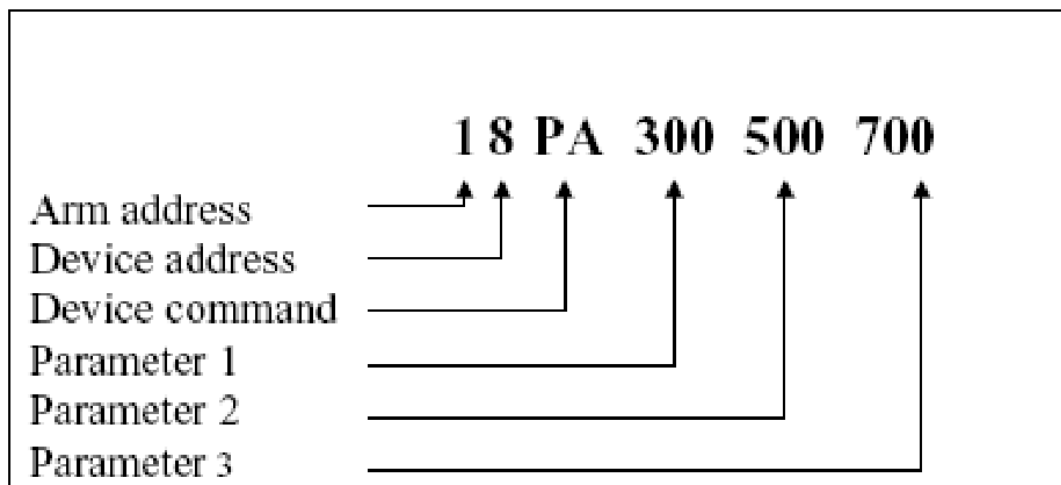 1 8 PA 300 500 700
Arm address
Device address
Device command
Parameter 1
Parameter 2
Parameter 3